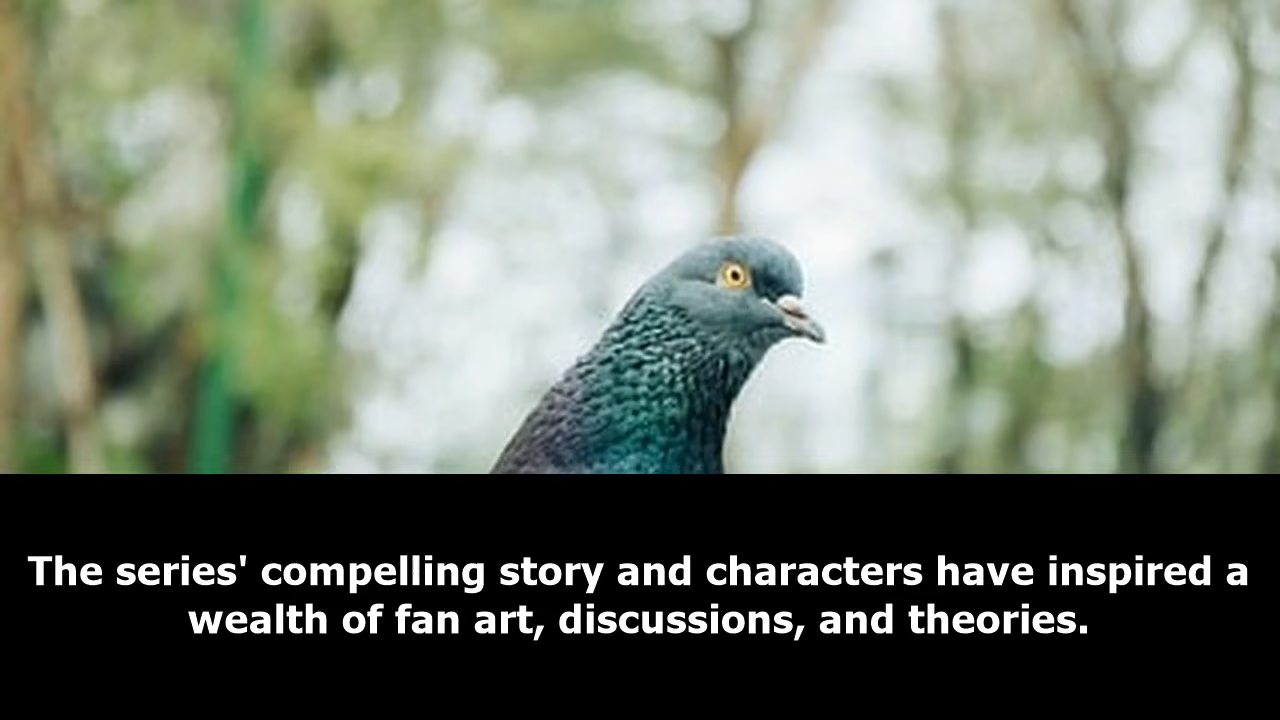 The series' compelling story and characters have inspired a
wealth of fan art, discussions, and theories.